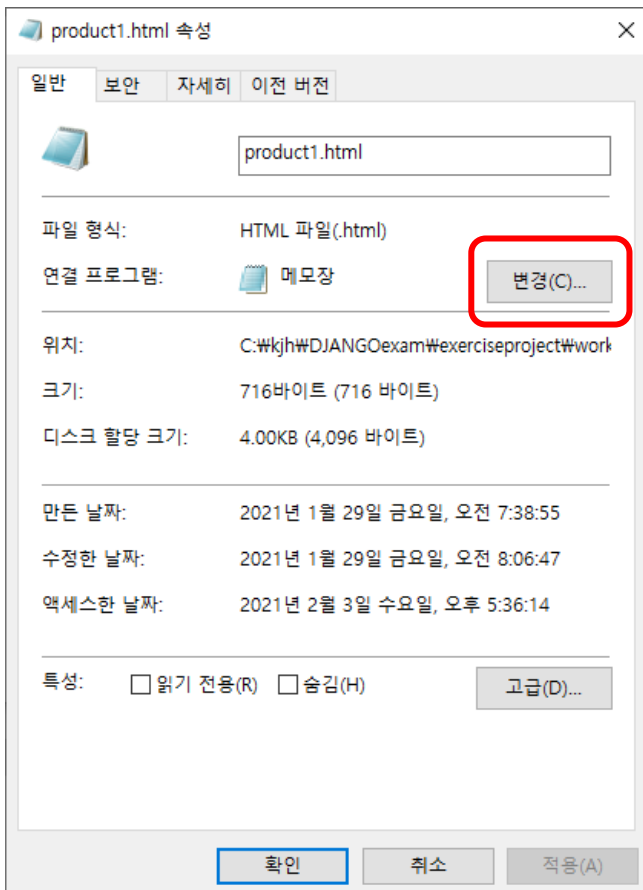 product1.html 속성
일반 보안 자세히 이전 버전
product1.html
파일 형식: HTML 파일(.html)
연결 프로그램: 메모장 변경(C)...
위치: C:₩kjh₩DJANGOexam₩exerciseproject₩work
크기: 716바이트 (716 바이트)
디스크 할당 크기: 4.00KB (4,096 바이트)
만든 날짜: 2021년 1월 29일 금요일, 오전 7:38:55
수정한 날짜: 2021년 1월 29일 금요일, 오전 8:06:47
액세스한 날짜: 2021년 2월 3일 수요일, 오후 5:36:14
특성: 읽기 전용(R) 숨김(H) 고급(D)...
확인 취소 적용(A)